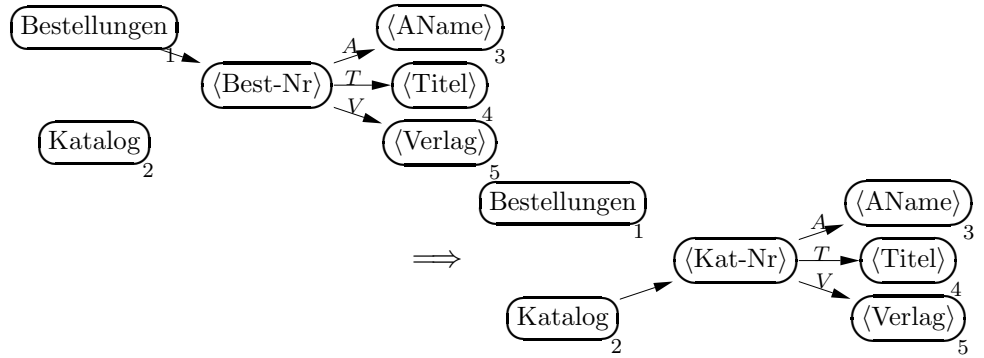 Bestellungen 1
⟨AName⟩ 3
A
⟨Best-Nr⟩ T ⟨Titel⟩ 4
V
Katalog 2
⟨Verlag⟩ 5
⟹
Bestellungen 1
⟨AName⟩ 3
A
⟨Kat-Nr⟩ T ⟨Titel⟩ 4
V
Katalog 2
⟨Verlag⟩ 5